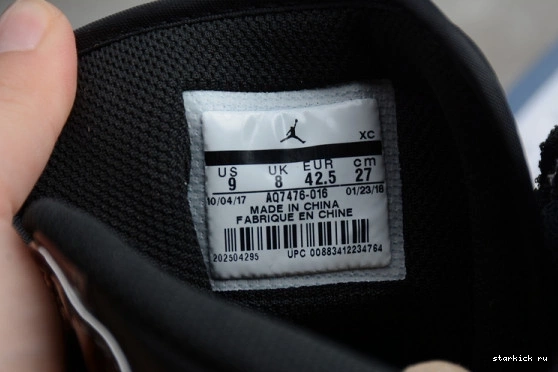 XC
US UK EUR cm
9 8 42.5 27
10/04/17 AQ7476-016 01/23/18
MADE IN CHINA
FABRIQUE EN CHINE
202504295 UPC 00883412234764
starkick ru